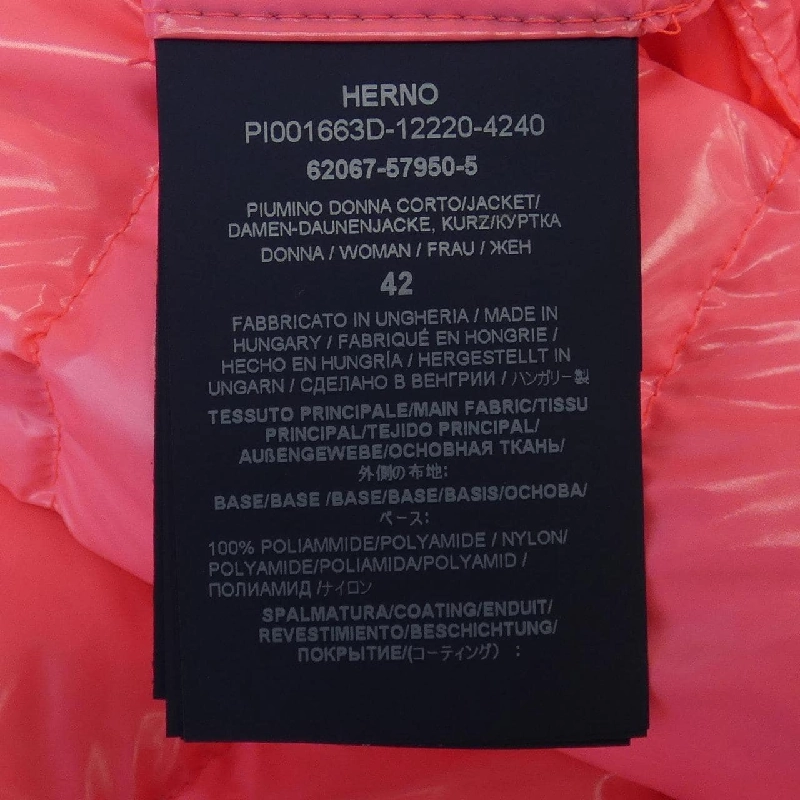 HERNO
PI001663D-12220-4240
62067-57950-5
PIUMINO DONNA CORTO/JACKET/
DAMEN-DAUNENJACKE, KURZ/КУРТКА
DONNA / WOMAN / FRAU / ЖЕН
42
FABBRICATO IN UNGHERIA / MADE IN
HUNGARY / FABRIQUÉ EN HONGRIE /
HECHO EN HUNGRÍA / HERGESTELLT IN
UNGARN / СДЕЛАНО В ВЕНГРИИ / ハンガリー製
TESSUTO PRINCIPALE/MAIN FABRIC/TISSU
PRINCIPAL/TEJIDO PRINCIPAL/
AUßENGEWEBE/ОСНОВНАЯ ТКАНЬ/
外側の布地:
BASE/BASE /BASE/BASE/BASIS/ОСНОВА/
ベース:
100% POLIAMMIDE/POLYAMIDE / NYLON/
POLYAMIDE/POLIAMIDA/POLYAMID /
ПОЛИАМИД /ナイロン
SPALMATURA/COATING/ENDUIT/
REVESTIMIENTO/BESCHICHTUNG/
ПОКРЫТИЕ/(コーティング) :